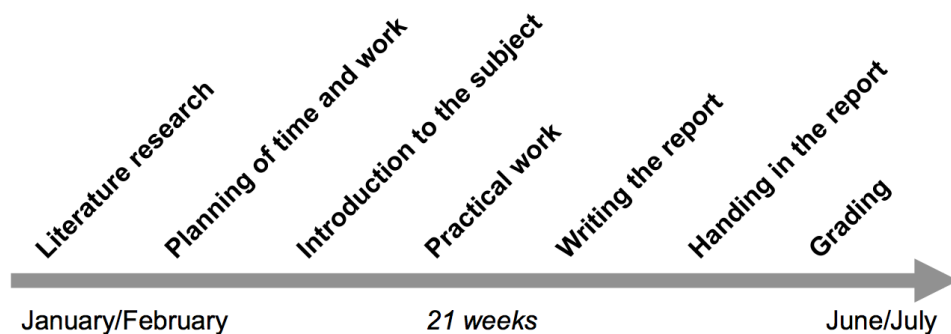 Literature research
Planning of time and work
Introduction to the subject
Practical work
Writing the report
Handing in the report
Grading
January/February
21 weeks
June/July